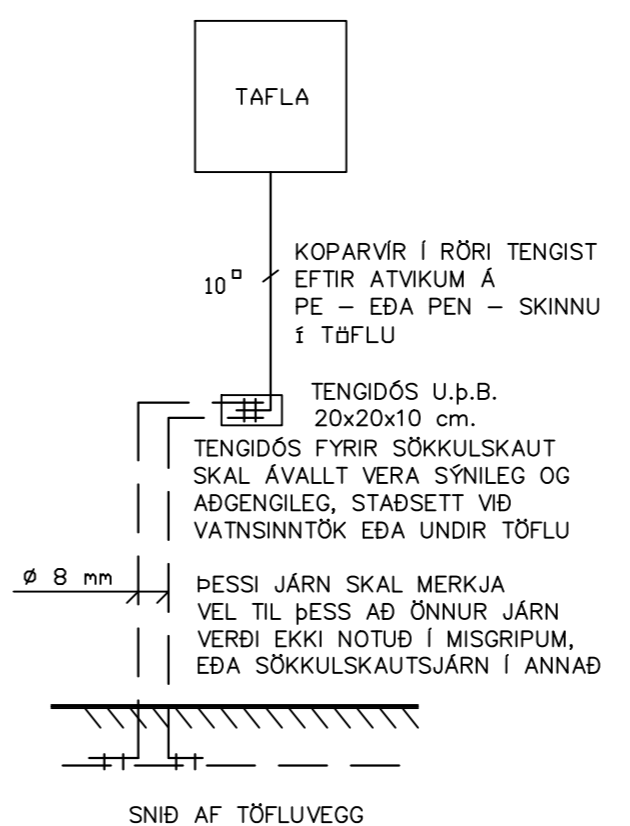 TAFLA
KOPARVÍR Í RÖRI TENGIST
EFTIR ATVIKUM Á
PE – EÐA PEN – SKINNU
Í TÖFLU
10□
TENGIDÓS U.Þ.B.
20x20x10 cm.
TENGIDÓS FYRIR SÖKKULSKAUT
SKAL ÁVALLT VERA SÝNILEG OG
AÐGENGILEG, STAÐSETT VIÐ
VATNSINNTÖK EÐA UNDIR TÖFLU
Ø 8 mm
ÞESSI JÁRN SKAL MERKJA
VEL TIL ÞESS AÐ ÖNNUR JÁRN
VERÐI EKKI NOTUÐ Í MISGRIPUM,
EÐA SÖKKULSKAUTSJÁRN Í ANNAÐ
SNIÐ AF TÖFLUVEGG